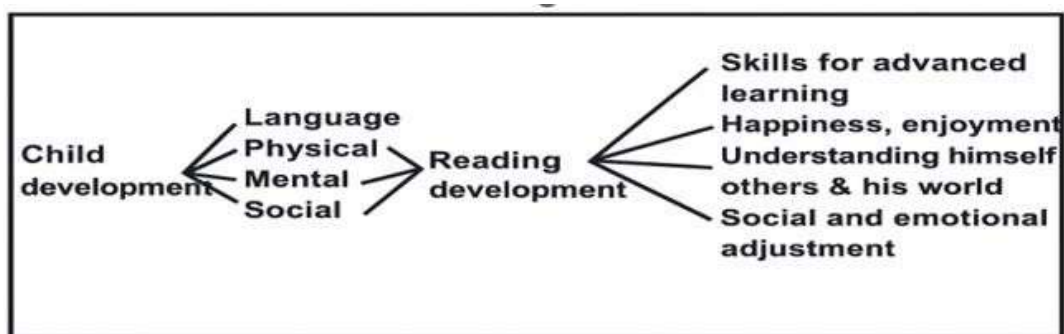 Child
development
Language
Physical
Mental
Social
Reading
development
Skills for advanced
learning
Happiness, enjoyment
Understanding himself
others & his world
Social and emotional
adjustment